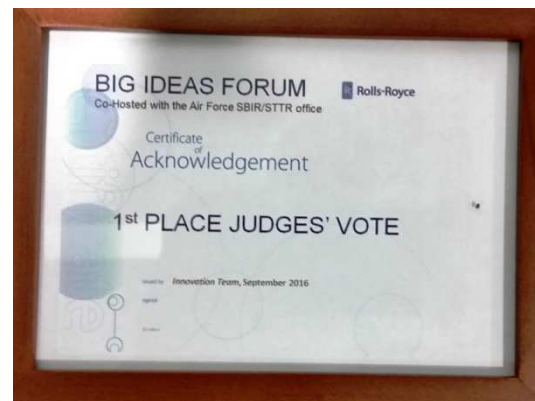 BIG IDEAS FORUM
Rolls-Royce
Co-Hosted with the Air Force SBIR/STTR office
Certificate
of
Acknowledgement
1st PLACE JUDGES' VOTE
Innovation Team, September 2016